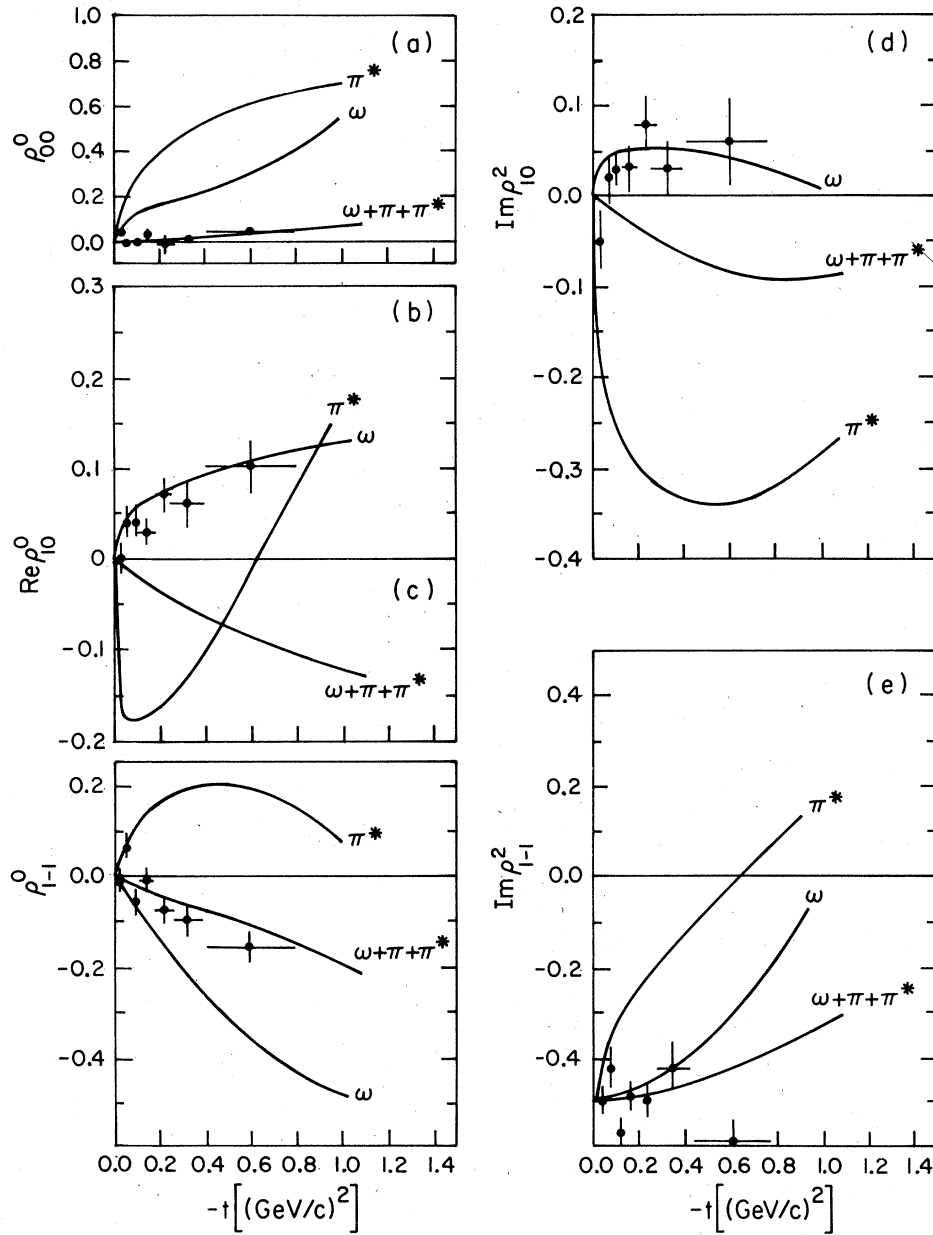 1.0
0.8
0.6
0.4
0.2
0.0
ρ⁰₀₀
(a)
π*
ω
ω+π+π*
0.3
0.2
0.1
0
-0.1
-0.2
Reρ⁰₁₀
(b)
π*
ω
(c)
ω+π+π*
0.4
0.2
0.0
-0.2
-0.4
ρ⁰₁₋₁
π*
ω+π+π*
ω
0.0 0.2 0.4 0.6 0.8 1.0 1.2 1.4
-t[(GeV/c)²]
0.2
0.1
0.0
-0.1
-0.2
-0.3
-0.4
Imρ²₁₀
(d)
ω
ω+π+π*
π*
0.4
0.2
0
-0.2
-0.4
Imρ²₁₋₁
(e)
π*
ω
ω+π+π*
0.0 0.2 0.4 0.6 0.8 1.0 1.2 1.4
-t[(GeV/c)²]